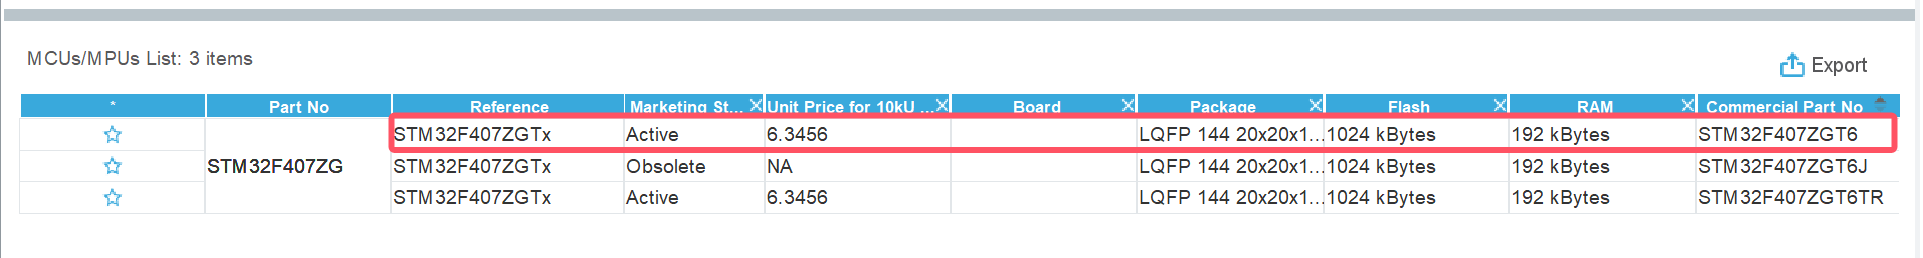 MCUs/MPUs List: 3 items
Export
* Part No Reference Marketing St... Unit Price for 10kU ... Board Package Flash RAM Commercial Part No
STM32F407ZGTx Active 6.3456 LQFP 144 20x20x1... 1024 kBytes 192 kBytes STM32F407ZGT6
STM32F407ZG STM32F407ZGTx Obsolete NA LQFP 144 20x20x1... 1024 kBytes 192 kBytes STM32F407ZGT6J
STM32F407ZGTx Active 6.3456 LQFP 144 20x20x1... 1024 kBytes 192 kBytes STM32F407ZGT6TR